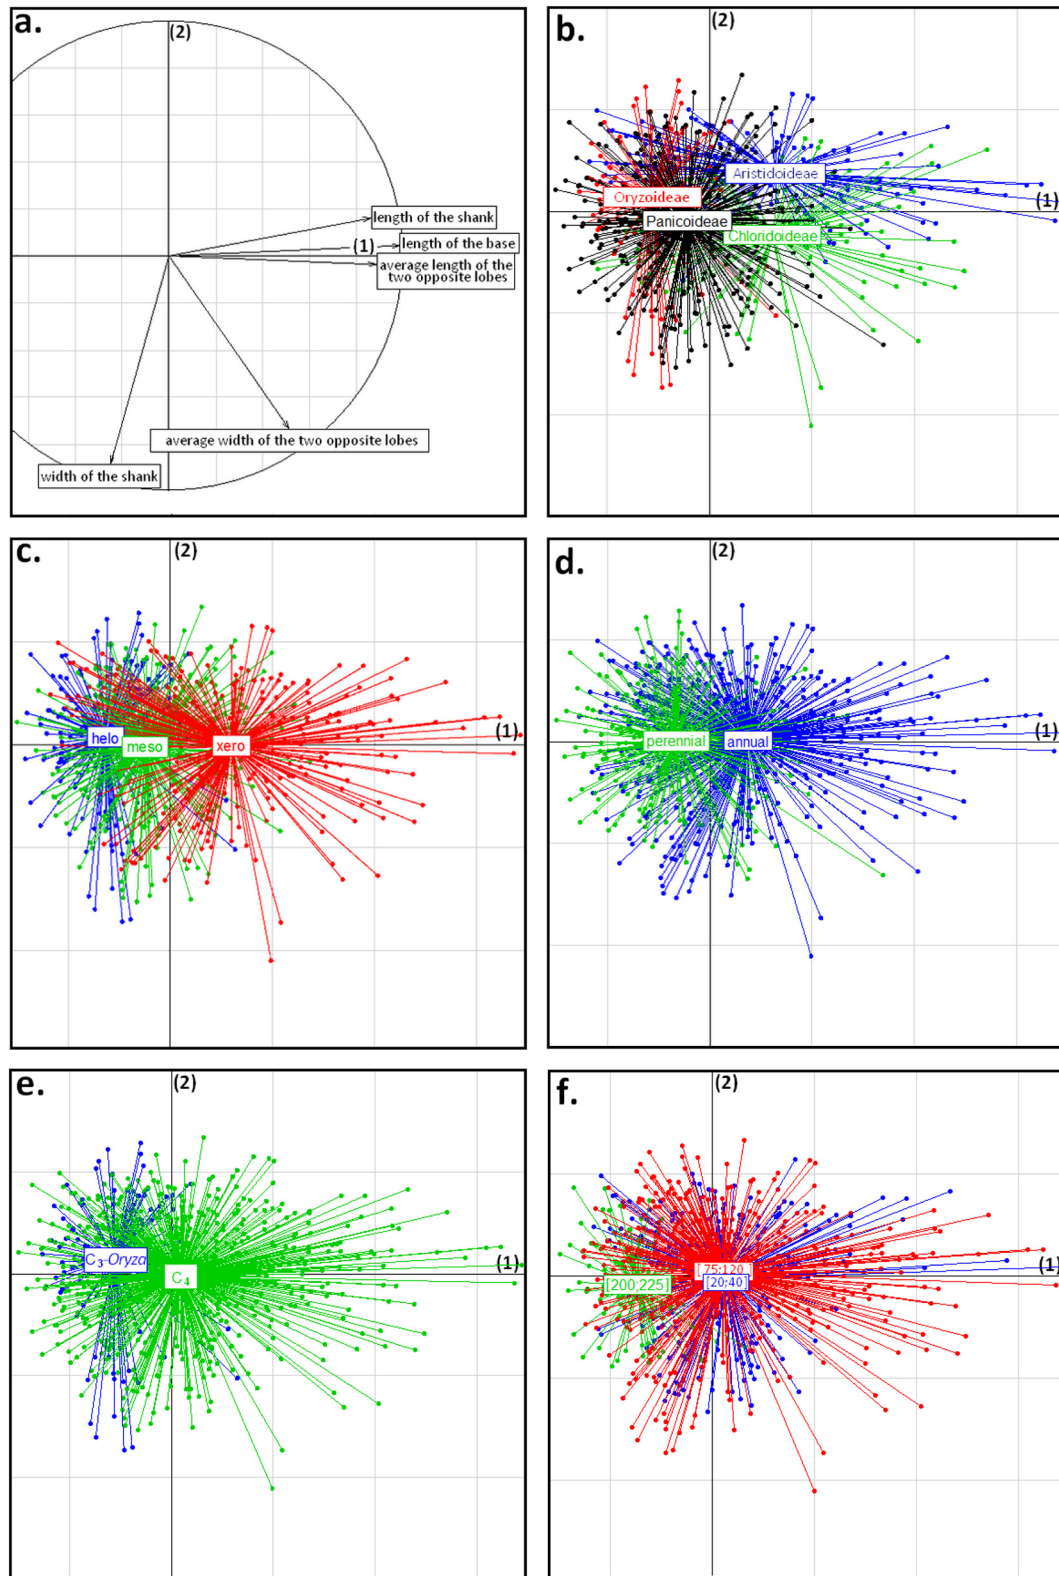 a.
(2)
length of the shank
(1)
length of the base
average length of the
two opposite lobes
average width of the two opposite lobes
width of the shank
b.
(2)
Aristidoideae
(1)
Oryzoideae
Panicoideae
Chloridoideae
c.
(2)
(1)
helo
meso
xero
d.
(2)
(1)
perennial
annual
e.
(2)
(1)
C₃-Oryza
C₄
f.
(2)
(1)
[75;120
[200;225]
[20;40]